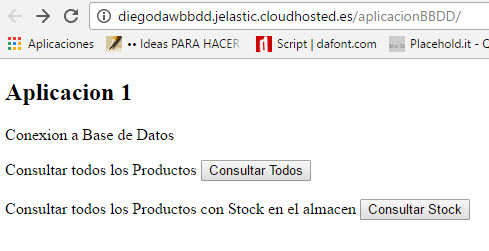 diegodawbbdd.jelastic.cloudhosted.es/aplicacionBBDD/
Aplicaciones •• Ideas PARA HACER Script | dafont.com Placehold.it -
Aplicacion 1
Conexion a Base de Datos
Consultar todos los Productos Consultar Todos
Consultar todos los Productos con Stock en el almacen Consultar Stock